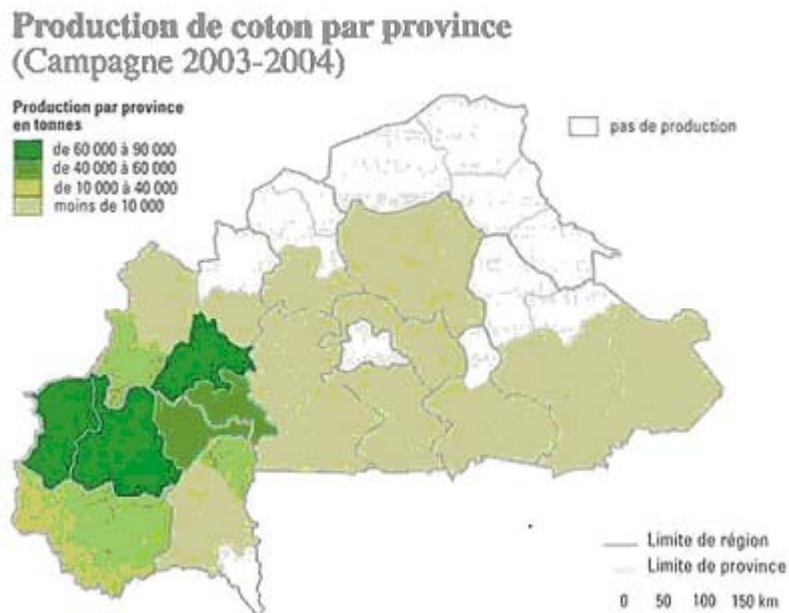 Production de coton par province
(Campagne 2003-2004)
Production par province
en tonnes
de 60 000 à 90 000
de 40 000 à 60 000
de 10 000 à 40 000
moins de 10 000
pas de production
Limite de région
Limite de province
0 50 100 150 km